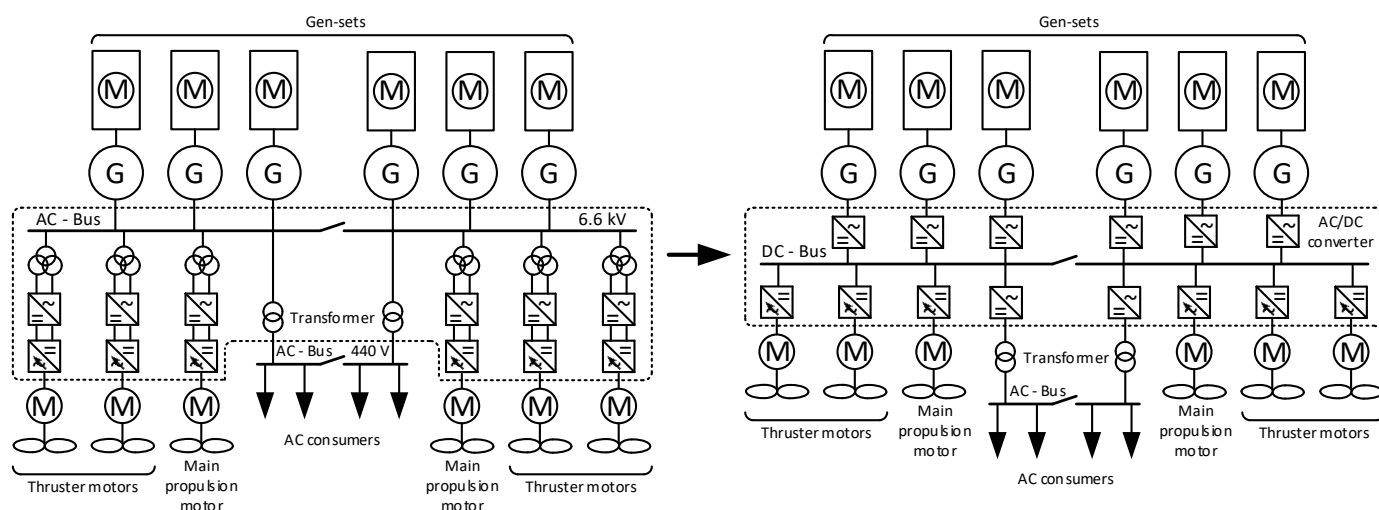 Gen-sets
M M M M M M
G G G G G G
AC - Bus
6.6 kV
Transformer
AC - Bus 440 V
M M M M M M
AC consumers
Thruster motors
Main
propulsion
motor
Main
propulsion
motor
Thruster motors
Gen-sets
M M M M M M
G G G G G G
AC/DC
converter
DC - Bus
M M M M M M
Transformer
AC - Bus
Thruster motors
Main
propulsion
motor
Main
propulsion
motor
Thruster motors
AC consumers